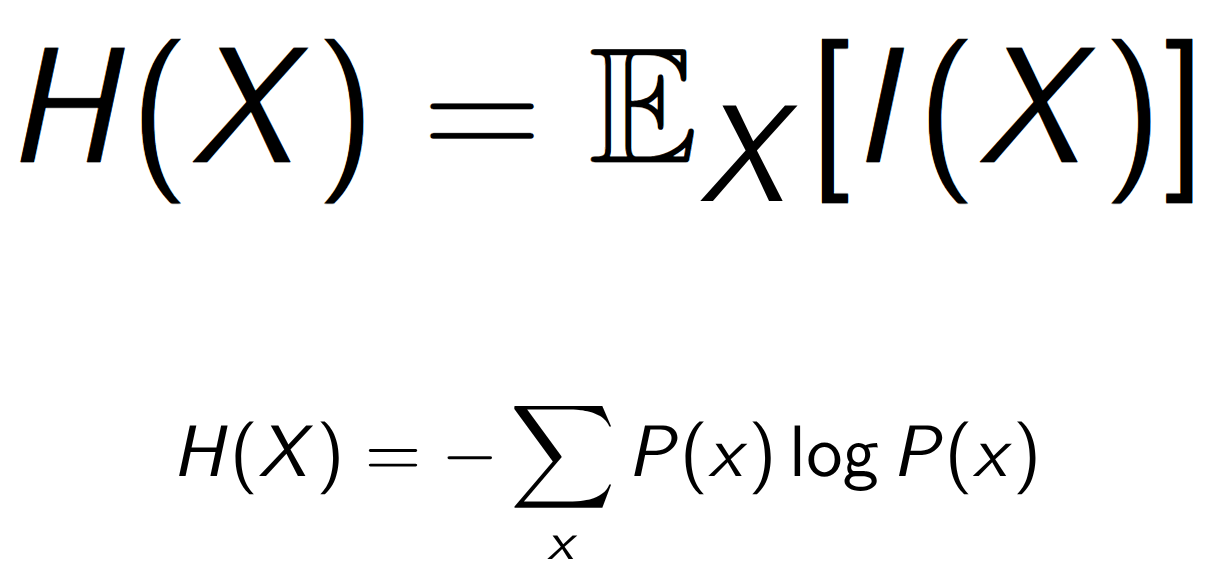 H(X) = 𝔼_X[I(X)]
H(X) = − ∑_x P(x) log P(x)